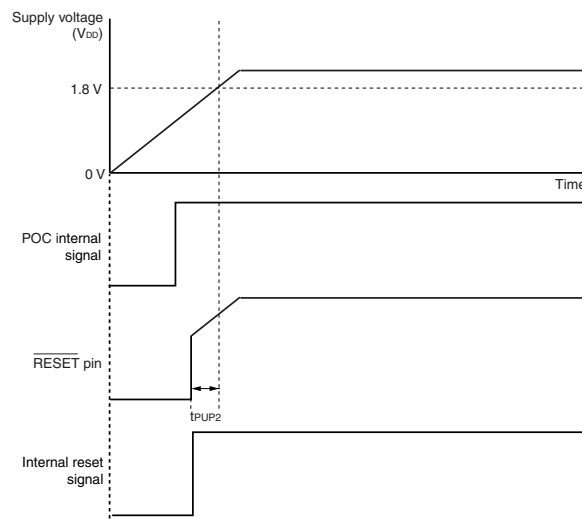 Supply voltage
(VDD)
1.8 V
0 V
Time
POC internal
signal
RESET pin
tPUP2
Internal reset
signal